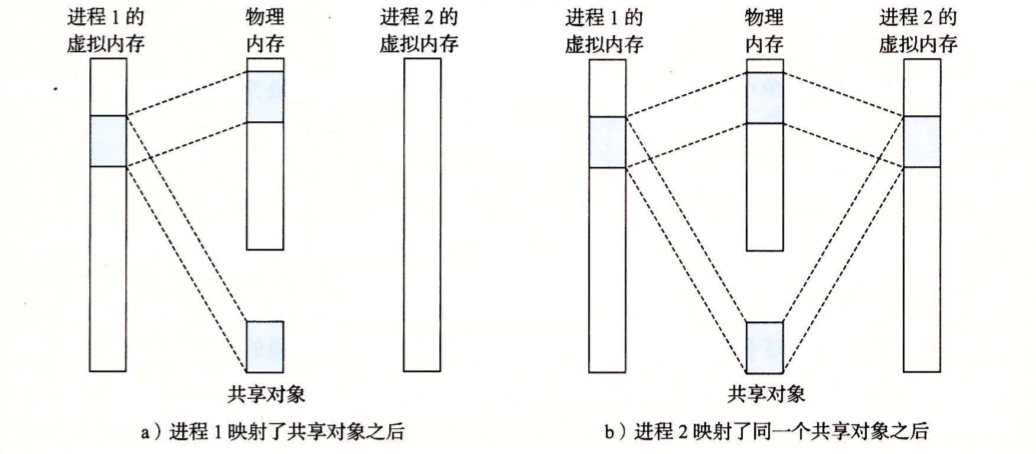 进程 1 的
虚拟内存
物理
内存
进程 2 的
虚拟内存
共享对象
a）进程 1 映射了共享对象之后
进程 1 的
虚拟内存
物理
内存
进程 2 的
虚拟内存
共享对象
b）进程 2 映射了同一个共享对象之后